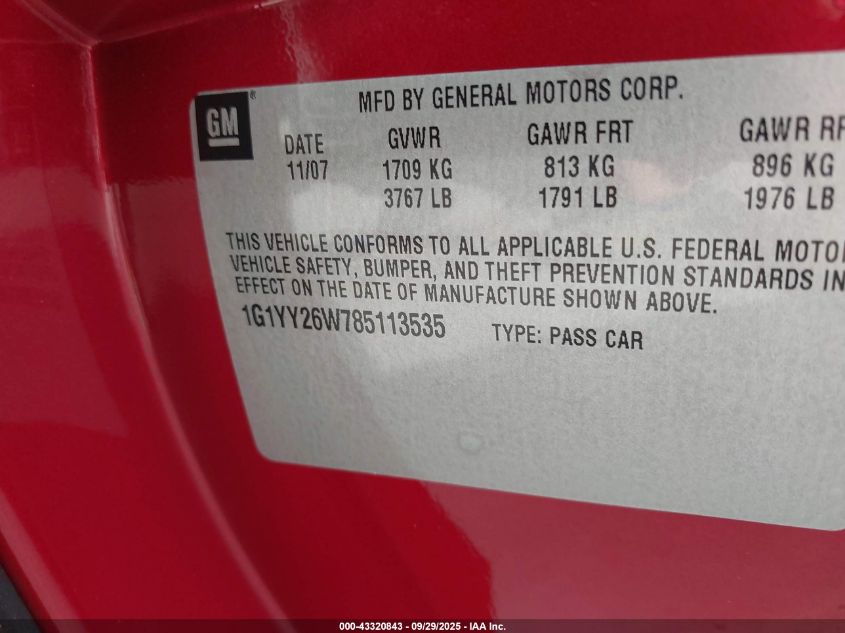 GM®
MFD BY GENERAL MOTORS CORP.
DATE GVWR GAWR FRT GAWR RR
11/07 1709 KG 813 KG 896 KG
3767 LB 1791 LB 1976 LB
THIS VEHICLE CONFORMS TO ALL APPLICABLE U.S. FEDERAL MOTOR
VEHICLE SAFETY, BUMPER, AND THEFT PREVENTION STANDARDS IN
EFFECT ON THE DATE OF MANUFACTURE SHOWN ABOVE.
1G1YY26W785113535 TYPE: PASS CAR
000-43320843 - 09/29/2025 - IAA Inc.